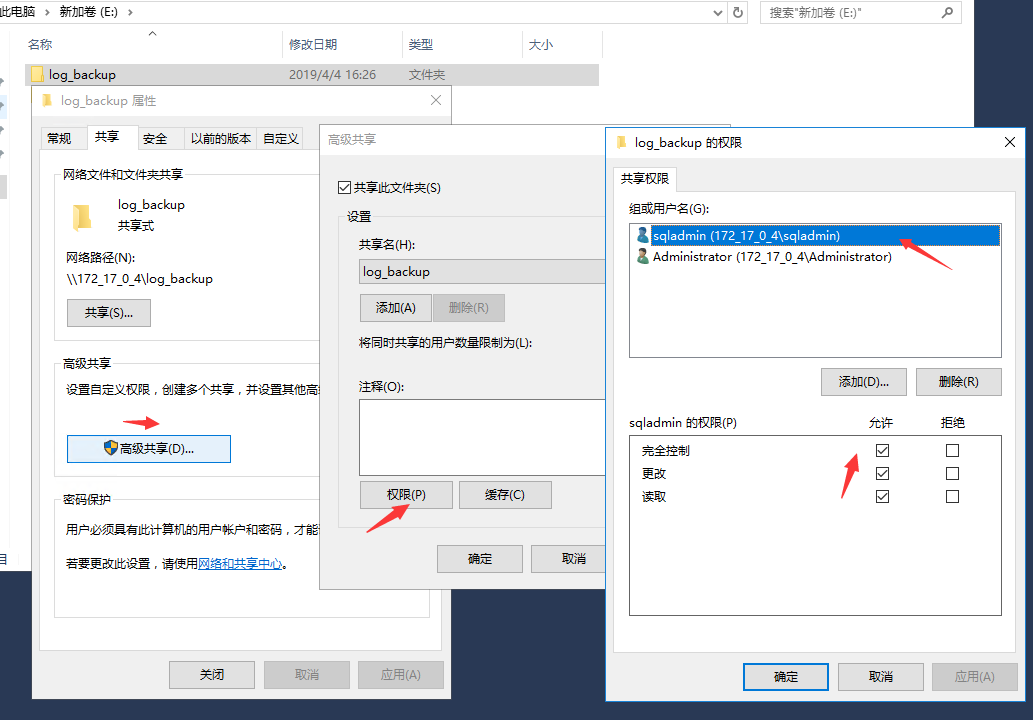 此电脑 › 新加卷 (E:) ›
搜索"新加卷 (E:)"
名称 修改日期 类型 大小
log_backup 2019/4/4 16:26 文件夹
log_backup 属性
常规 共享 安全 以前的版本 自定义
网络文件和文件夹共享
log_backup
共享式
网络路径(N):
\\172_17_0_4\log_backup
共享(S)...
高级共享
设置自定义权限，创建多个共享，并设置其他高
高级共享(D)...
密码保护
用户必须具有此计算机的用户帐户和密码，才能
若要更改此设置，请使用网络和共享中心。
关闭 取消 应用(A)
高级共享
共享此文件夹(S)
设置
共享名(H):
log_backup
添加(A) 删除(R)
将同时共享的用户数量限制为(L):
注释(O):
权限(P) 缓存(C)
确定 取消
log_backup 的权限
共享权限
组或用户名(G):
sqladmin (172_17_0_4\sqladmin)
Administrator (172_17_0_4\Administrator)
添加(D)... 删除(R)
sqladmin 的权限(P) 允许 拒绝
完全控制
更改
读取
确定 取消 应用(A)